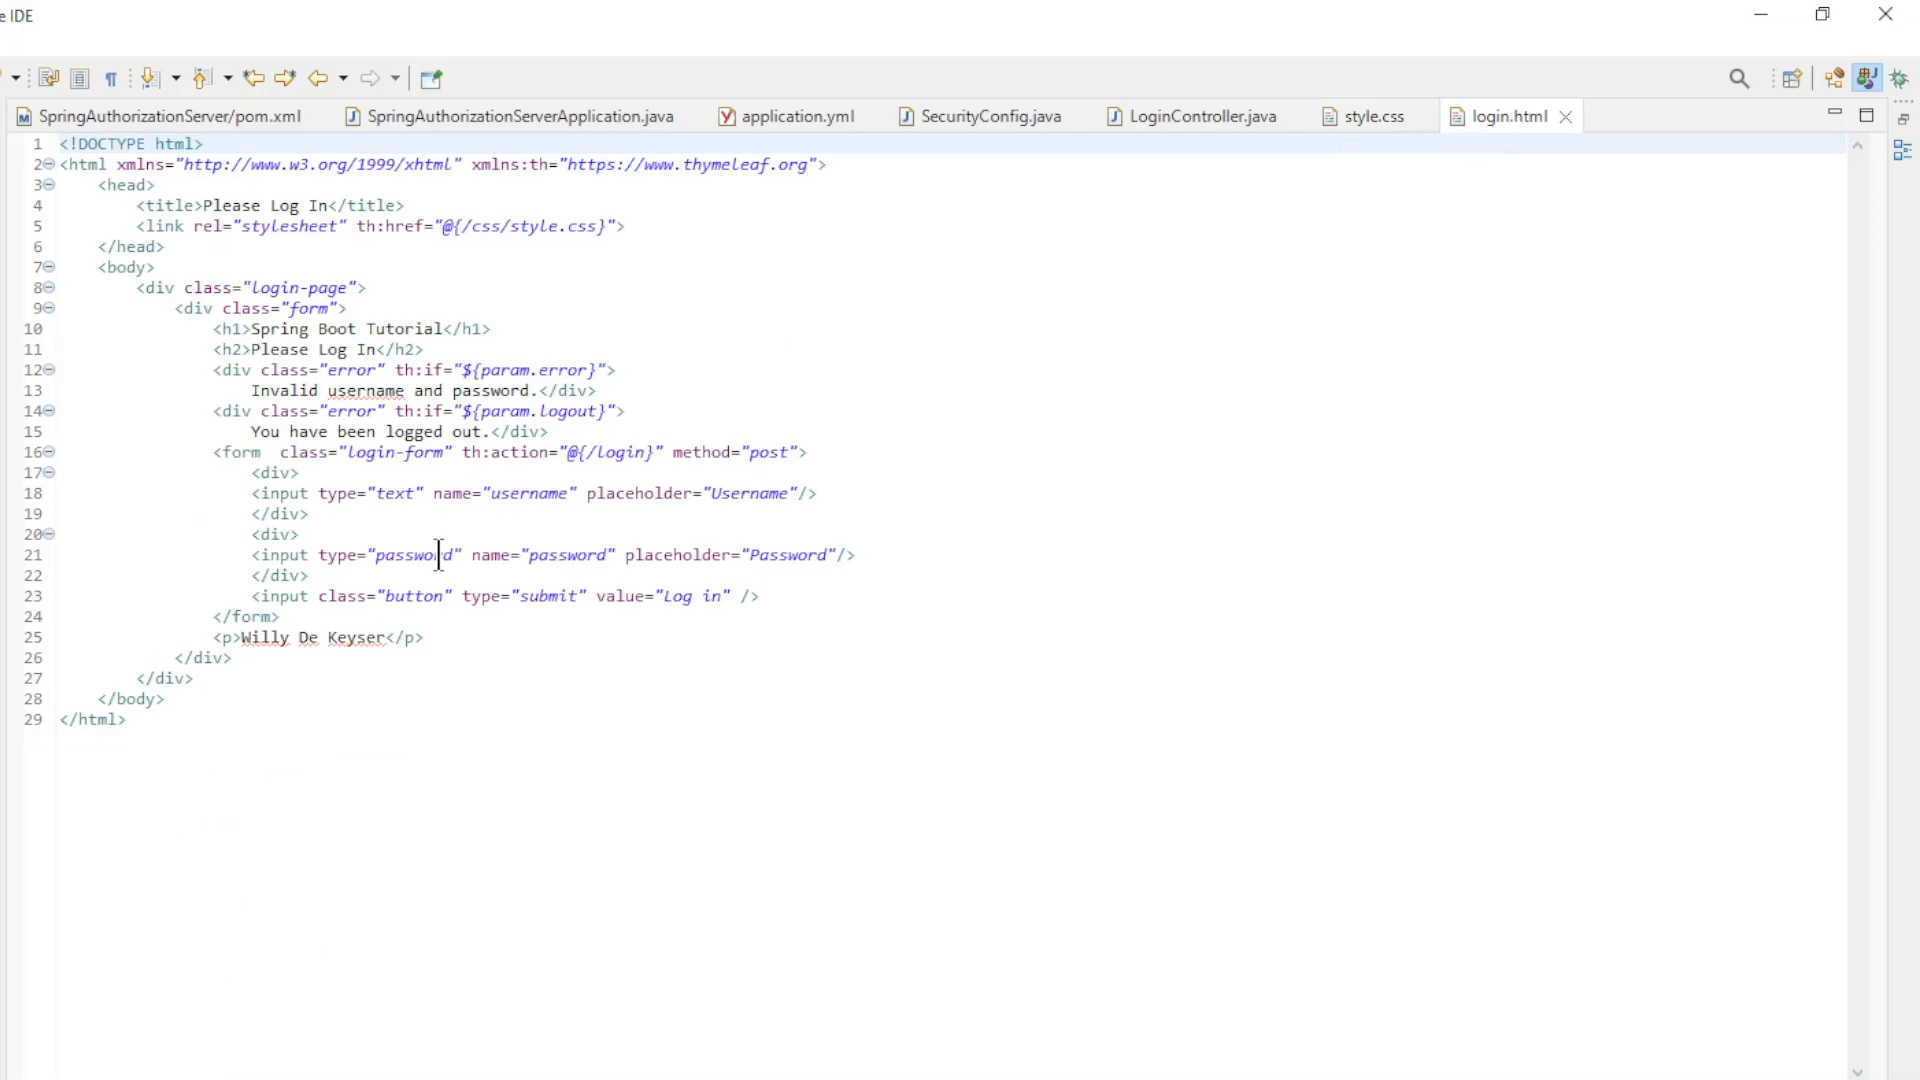 e IDE
SpringAuthorizationServer/pom.xml SpringAuthorizationServerApplication.java application.yml SecurityConfig.java LoginController.java style.css login.html
1 <!DOCTYPE html>
2 <html xmlns="http://www.w3.org/1999/xhtml" xmlns:th="https://www.thymeleaf.org">
3 <head>
4 <title>Please Log In</title>
5 <link rel="stylesheet" th:href="@{/css/style.css}">
6 </head>
7 <body>
8 <div class="login-page">
9 <div class="form">
10 <h1>Spring Boot Tutorial</h1>
11 <h2>Please Log In</h2>
12 <div class="error" th:if="${param.error}">
13 Invalid username and password.</div>
14 <div class="error" th:if="${param.logout}">
15 You have been logged out.</div>
16 <form  class="login-form" th:action="@{/login}" method="post">
17 <div>
18 <input type="text" name="username" placeholder="Username"/>
19 </div>
20 <div>
21 <input type="password" name="password" placeholder="Password"/>
22 </div>
23 <input class="button" type="submit" value="Log in" />
24 </form>
25 <p>Willy De Keyser</p>
26 </div>
27 </div>
28 </body>
29 </html>